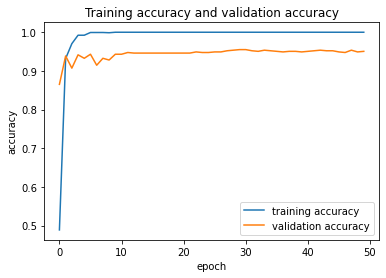 Training accuracy and validation accuracy
1.0
0.9
0.8
0.7
0.6
0.5
accuracy
training accuracy
validation accuracy
0
10
20
30
40
50
epoch